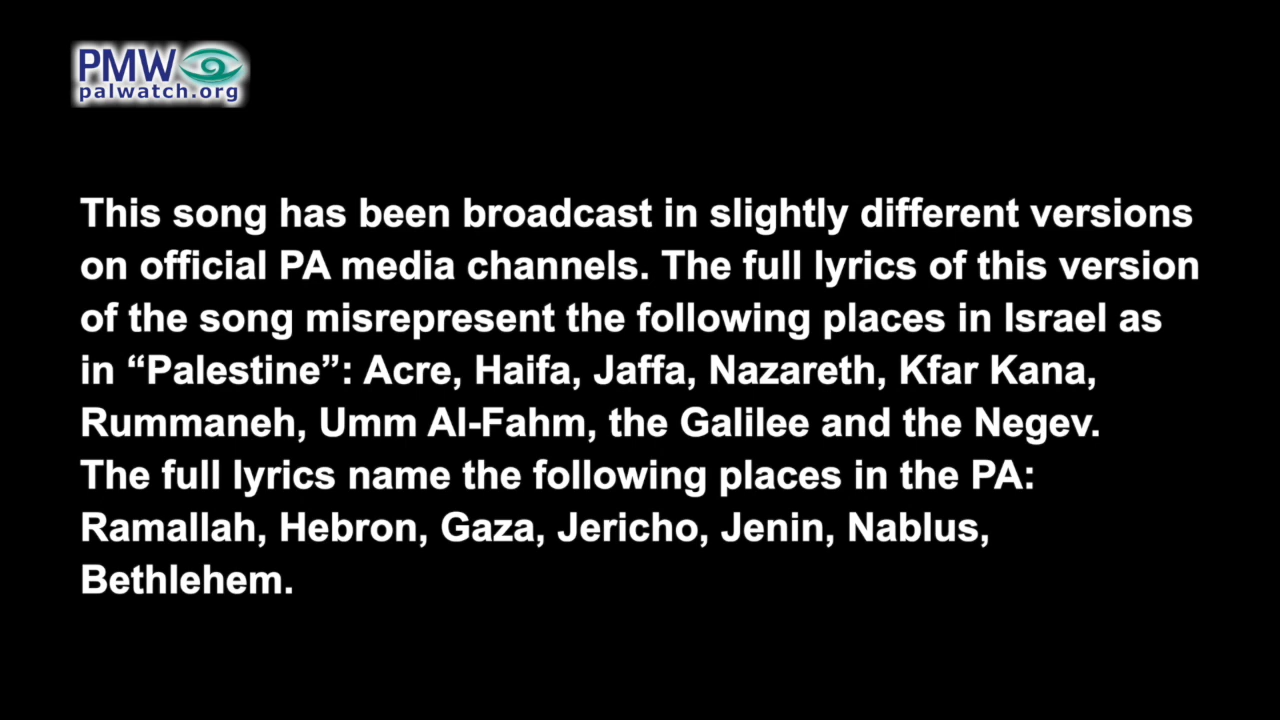 PMW
palwatch.org
This song has been broadcast in slightly different versions
on official PA media channels. The full lyrics of this version
of the song misrepresent the following places in Israel as
in “Palestine”: Acre, Haifa, Jaffa, Nazareth, Kfar Kana,
Rummaneh, Umm Al-Fahm, the Galilee and the Negev.
The full lyrics name the following places in the PA:
Ramallah, Hebron, Gaza, Jericho, Jenin, Nablus,
Bethlehem.